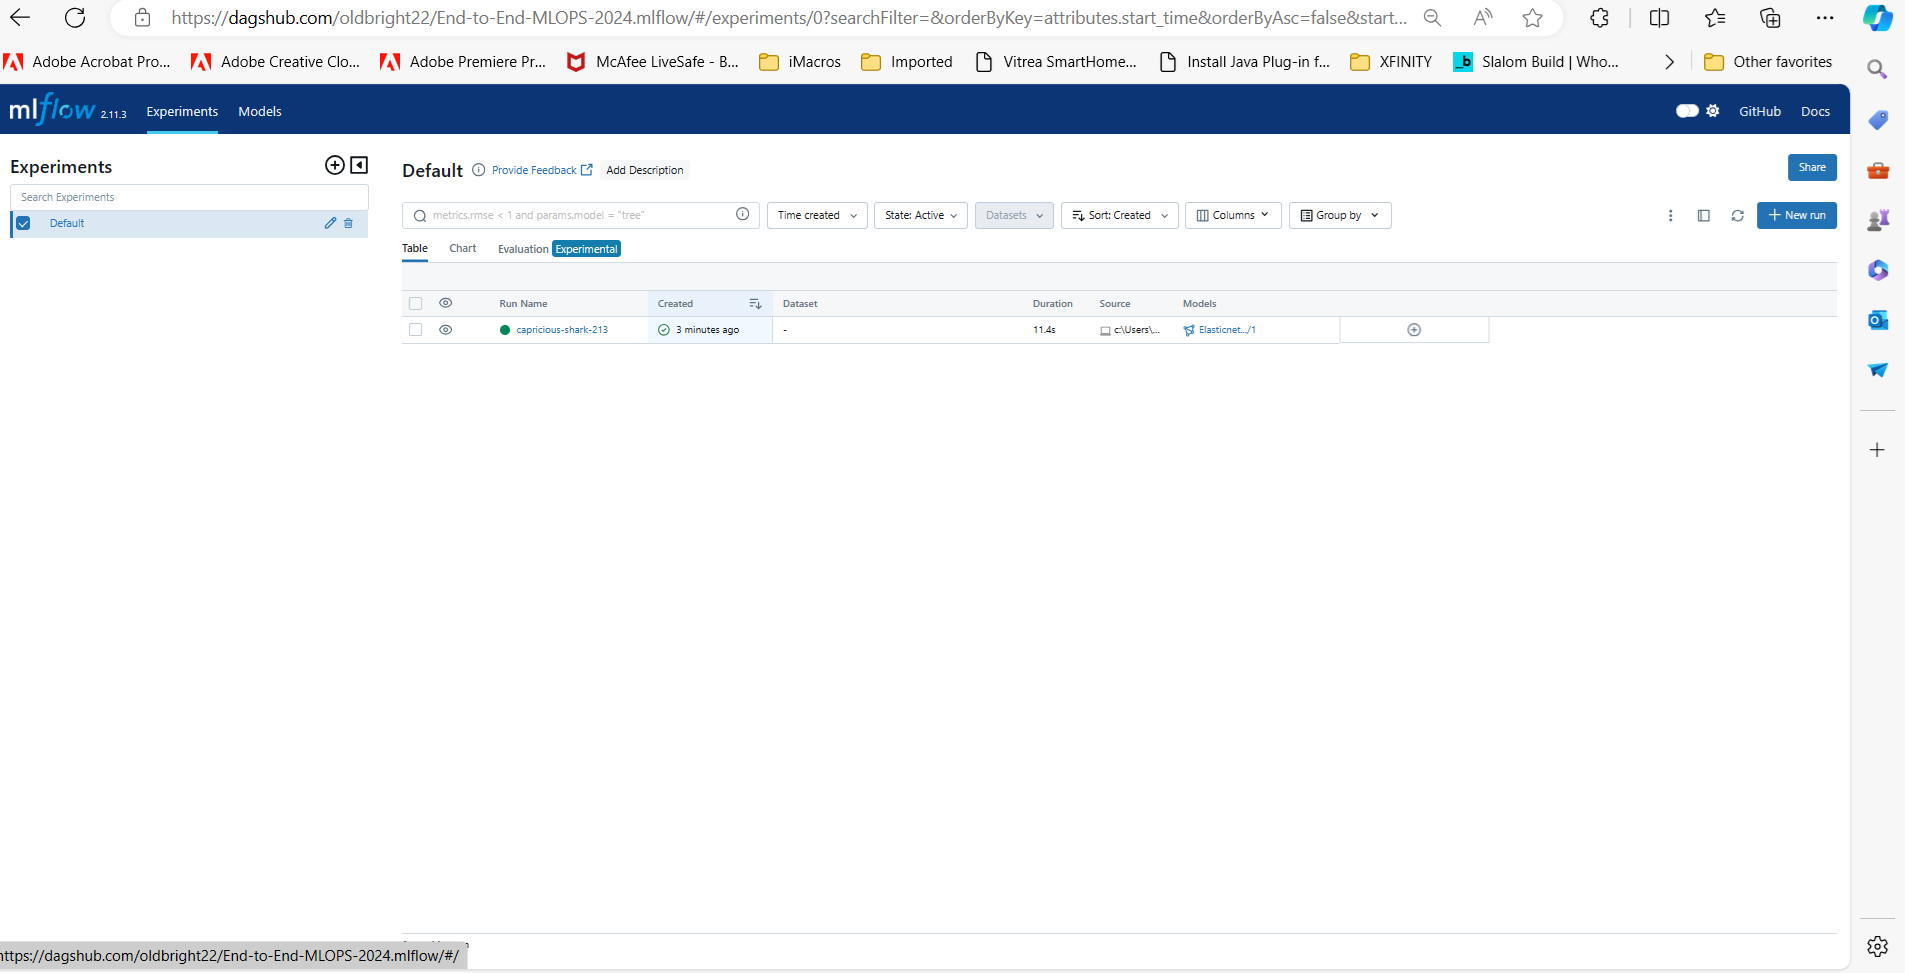 https://dagshub.com/oldbright22/End-to-End-MLOPS-2024.mlflow/#/experiments/0?searchFilter=&orderByKey=attributes.start_time&orderByAsc=false&start...
Adobe Acrobat Pro... Adobe Creative Clo... Adobe Premiere Pr... McAfee LiveSafe - B... iMacros Imported Vitrea SmartHome... Install Java Plug-in f... XFINITY _b Slalom Build | Who... Other favorites
mlflow 2.11.3 Experiments Models GitHub Docs
Experiments
Search Experiments
Default
Default Provide Feedback Add Description Share
metrics.rmse < 1 and params.model = "tree" Time created State: Active Datasets Sort: Created Columns Group by + New run
Table Chart Evaluation Experimental
Run Name Created Dataset Duration Source Models
capricious-shark-213 3 minutes ago - 11.4s c:\Users\... Elasticnet.../1
https://dagshub.com/oldbright22/End-to-End-MLOPS-2024.mlflow/#/